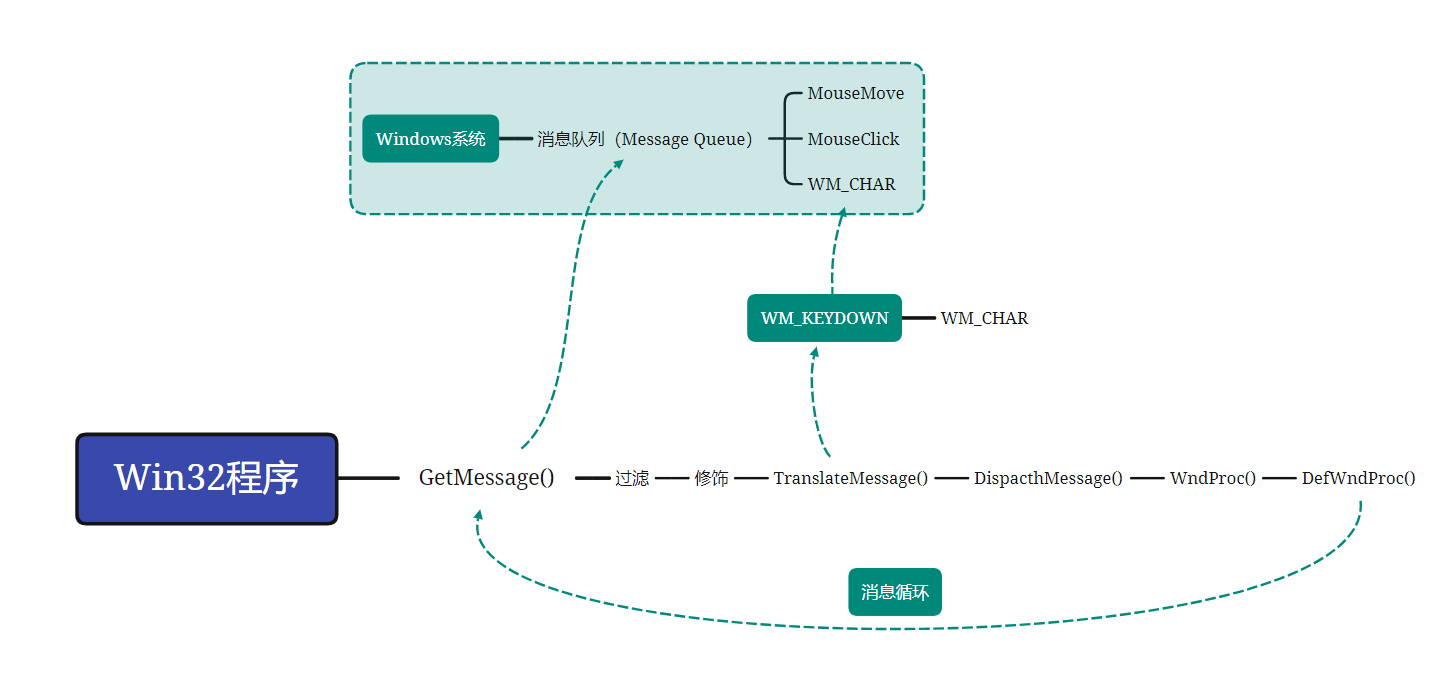 MouseMove
Windows系统
消息队列（Message Queue）
MouseClick
WM_CHAR
WM_KEYDOWN
WM_CHAR
Win32程序
GetMessage()
过滤
修饰
TranslateMessage()
DispacthMessage()
WndProc()
DefWndProc()
消息循环